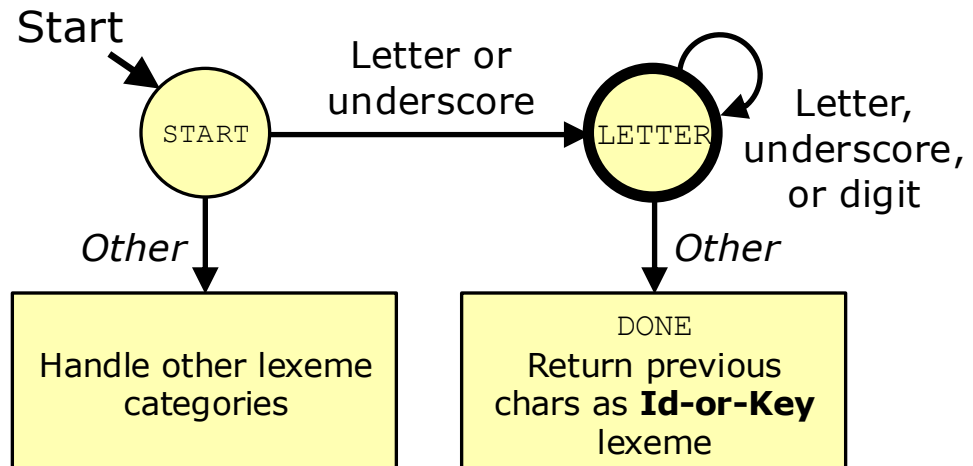 Start
Letter or
underscore
START
LETTER
Letter,
underscore,
or digit
Other
Other
Handle other lexeme
categories
DONE
Return previous
chars as Id-or-Key
lexeme